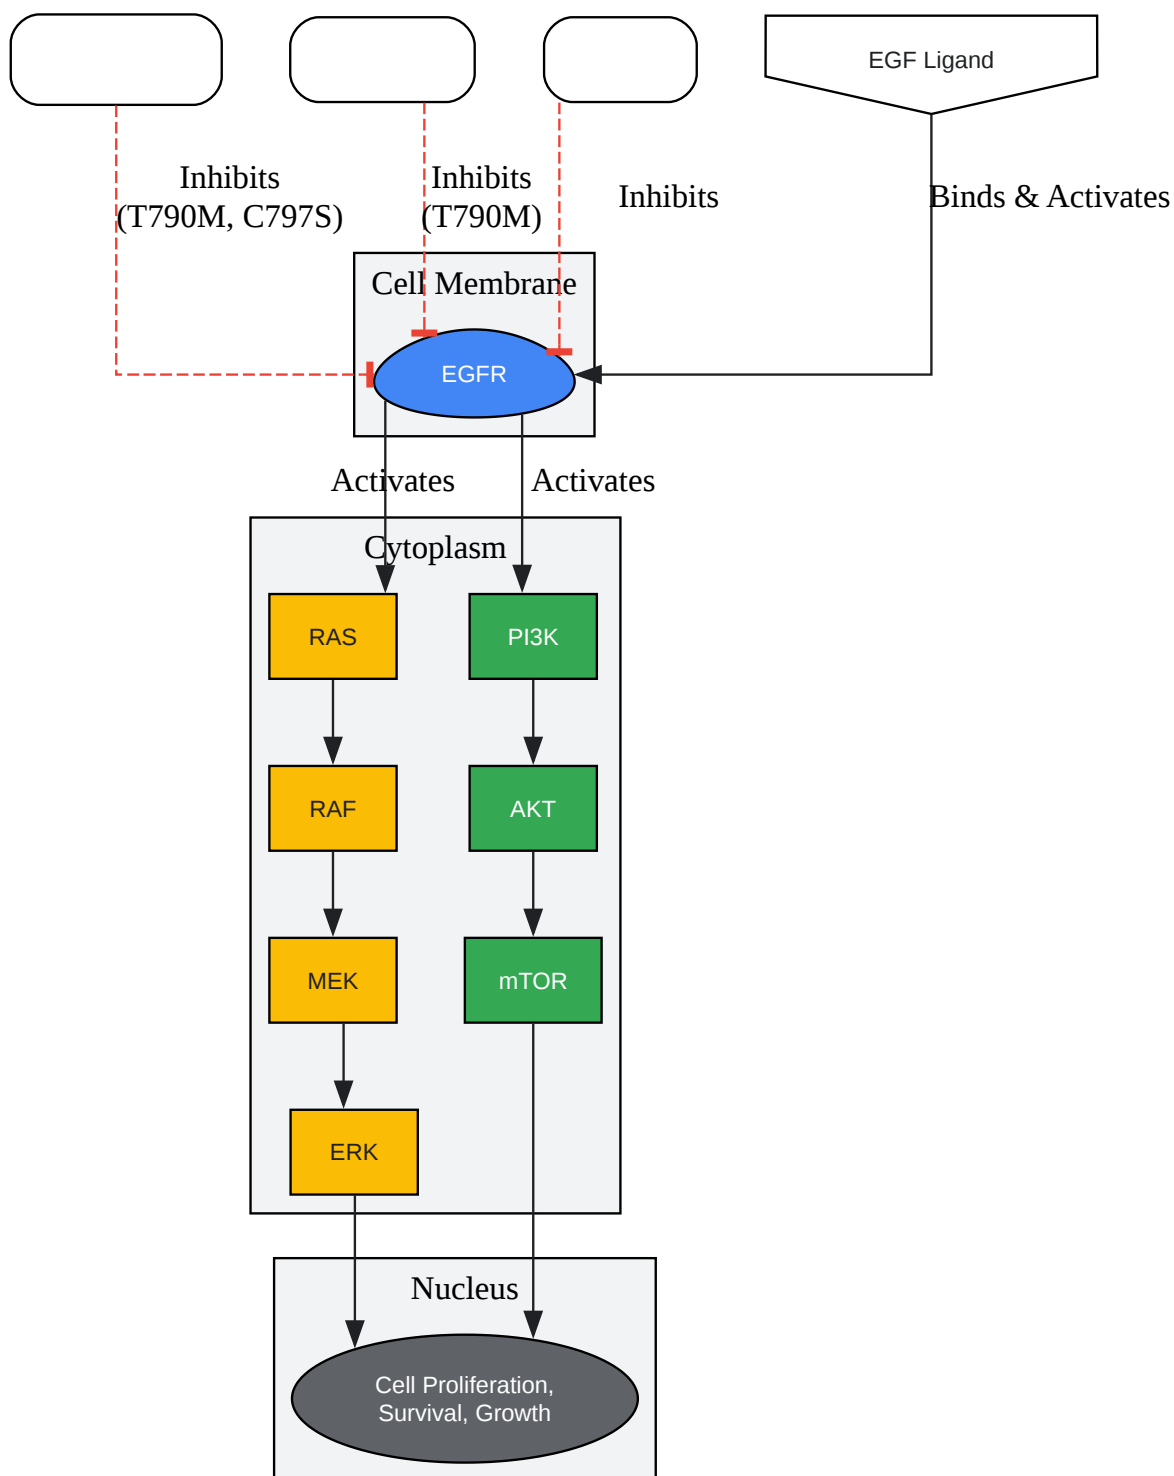 EGF Ligand
Inhibits
(T790M, C797S)
Inhibits
(T790M)
Inhibits
Binds & Activates
Cell Membrane
EGFR
Activates
Activates
Cytoplasm
RAS
PI3K
RAF
AKT
MEK
mTOR
ERK
Nucleus
Cell Proliferation,
Survival, Growth